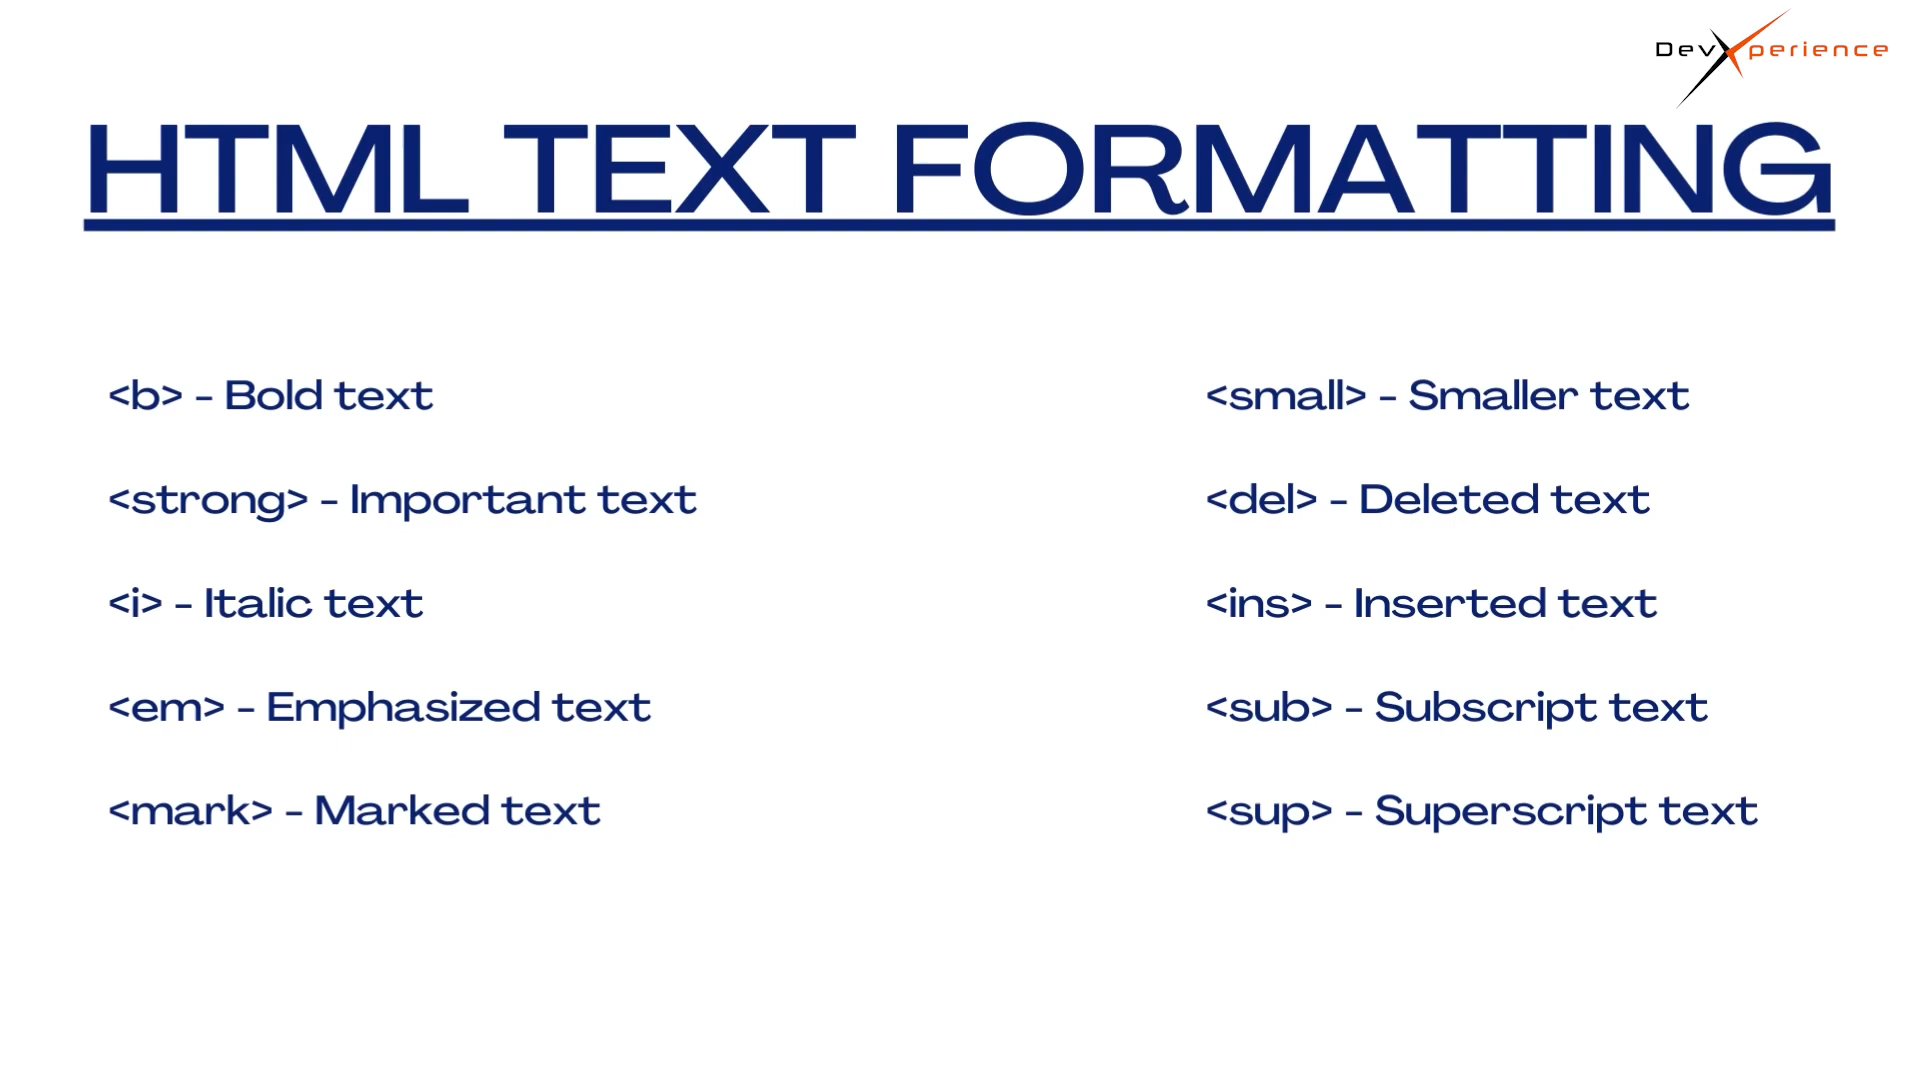 DevXperience
HTML TEXT FORMATTING
<b> - Bold text
<strong> - Important text
<i> - Italic text
<em> - Emphasized text
<mark> - Marked text
<small> - Smaller text
<del> - Deleted text
<ins> - Inserted text
<sub> - Subscript text
<sup> - Superscript text